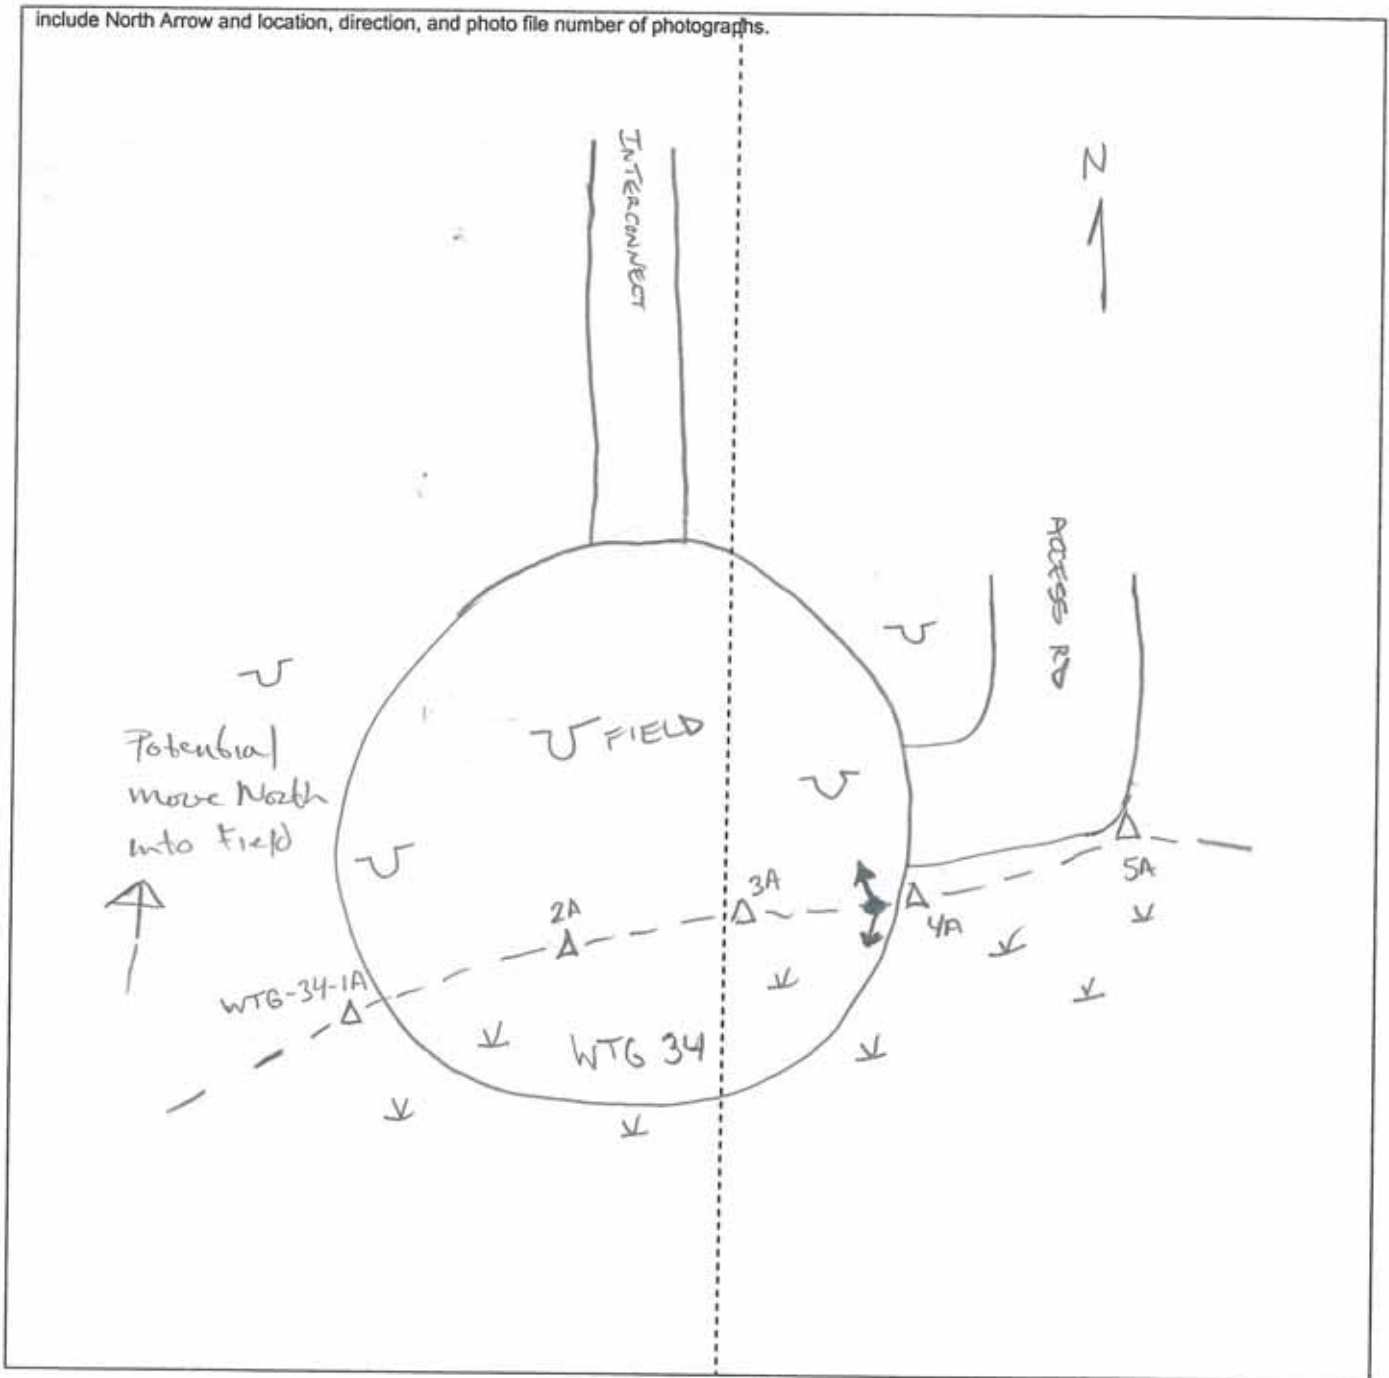 include North Arrow and location, direction, and photo file number of photographs.
INTERCONNECT
N
ACCESS RD
FIELD
Potential
move North
into Field
3A
2A
5A
4A
WTG-34-1A
WTG 34